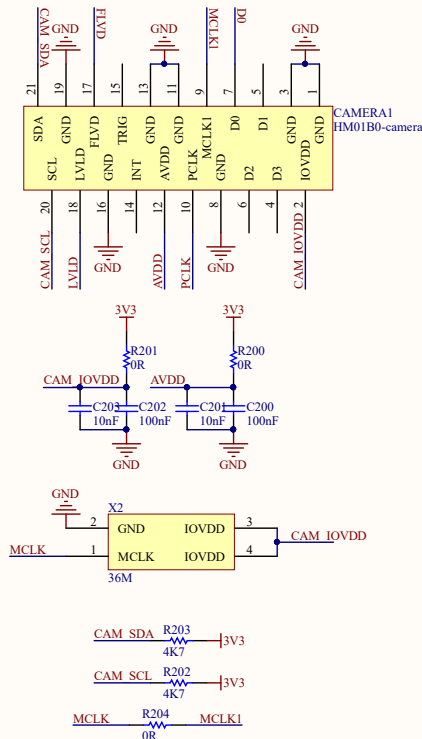 CAM_SDA
GND
FLVD
GND
MCLK1
D0
GND
21
19
17
15
13
11
9
7
5
3
1
CAMERA1
HM01B0-camera
SDA
GND
FLVD
TRIG
GND
GND
MCLK1
D0
D1
GND
GND
SCL
LVLD
GND
INT
AVDD
PCLK
GND
D2
D3
IOVDD
20
18
16
14
12
10
8
6
4
2
CAM_SCL
LVLD
GND
AVDD
PCLK
GND
CAM_IOVDD
3V3
3V3
R201
0R
R200
0R
CAM_IOVDD
AVDD
C203
10nF
C202
100nF
C201
10nF
C200
100nF
GND
GND
GND
X2
2
GND
IOVDD
3
CAM_IOVDD
MCLK
1
MCLK
IOVDD
4
36M
CAM_SDA
R203
4K7
3V3
CAM_SCL
R202
4K7
3V3
MCLK
R204
0R
MCLK1